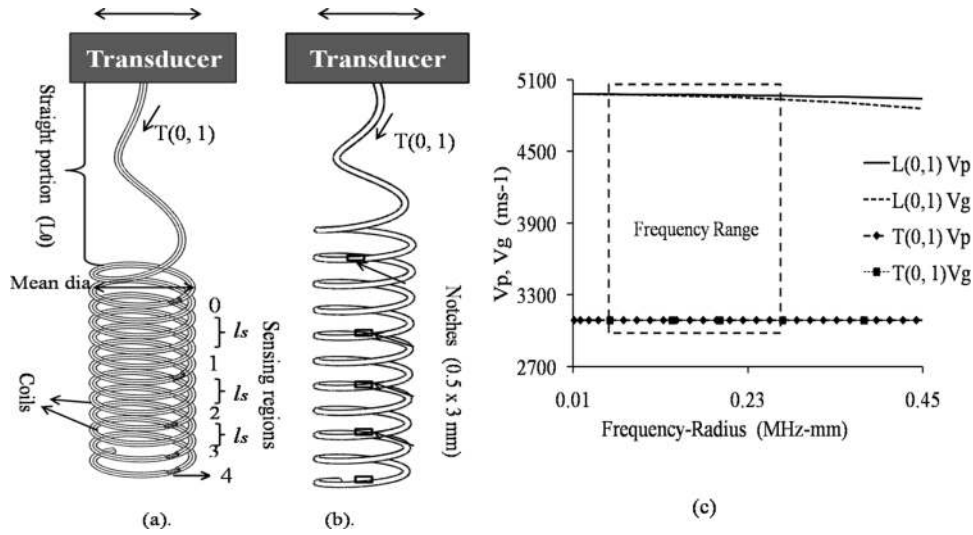 Transducer
Straight portion (L0)
T(0, 1)
Mean dia
0
ls
1
ls
2
ls
3
4
Coils
Sensing regions
(a).
Transducer
T(0, 1)
Notches (0.5 x 3 mm)
(b).
5100
4500
3900
3300
2700
Vp, Vg (ms-1)
Frequency Range
0.01
0.23
0.45
Frequency-Radius (MHz-mm)
L(0,1) Vp
L(0,1) Vg
T(0,1) Vp
T(0, 1)Vg
(c)